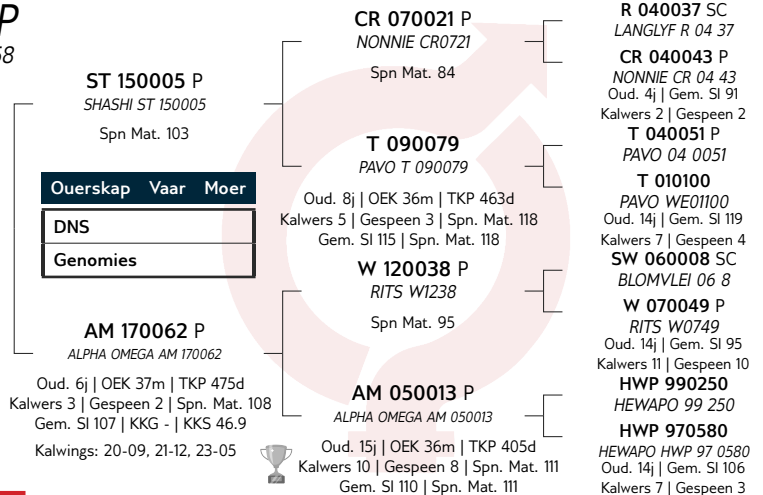 P
ST 150005 P
SHASHI ST 150005
Spn Mat. 103
Ouerskap Vaar Moer
DNS
Genomies
AM 170062 P
ALPHA OMEGA AM 170062
Oud. 6j | OEK 37m | TKP 475d
Kalwers 3 | Gespeen 2 | Spn. Mat. 108
Gem. SI 107 | KKG - | KKS 46.9
Kalwings: 20-09, 21-12, 23-05
CR 070021 P
NONNIE CR0721
Spn Mat. 84
T 090079
PAVO T 090079
Oud. 8j | OEK 36m | TKP 463d
Kalwers 5 | Gespeen 3 | Spn. Mat. 118
Gem. SI 115 | Spn. Mat. 118
W 120038 P
RITS W1238
Spn Mat. 95
AM 050013 P
ALPHA OMEGA AM 050013
Oud. 15j | OEK 36m | TKP 405d
Kalwers 10 | Gespeen 8 | Spn. Mat. 111
Gem. SI 110 | Spn. Mat. 111
R 040037 SC
LANGLYF R 04 37
CR 040043 P
NONNIE CR 04 43
Oud. 4j | Gem. SI 91
Kalwers 2 | Gespeen 2
T 040051 P
PAVO 04 0051
T 010100
PAVO WE01100
Oud. 14j | Gem. SI 119
Kalwers 7 | Gespeen 4
SW 060008 SC
BLOMVLEI 06 8
W 070049 P
RITS W0749
Oud. 14j | Gem. SI 95
Kalwers 11 | Gespeen 10
HWP 990250
HEWAPO 99 250
HWP 970580
HEWAPO HWP 97 0580
Oud. 14j | Gem. SI 106
Kalwers 7 | Gespeen 3